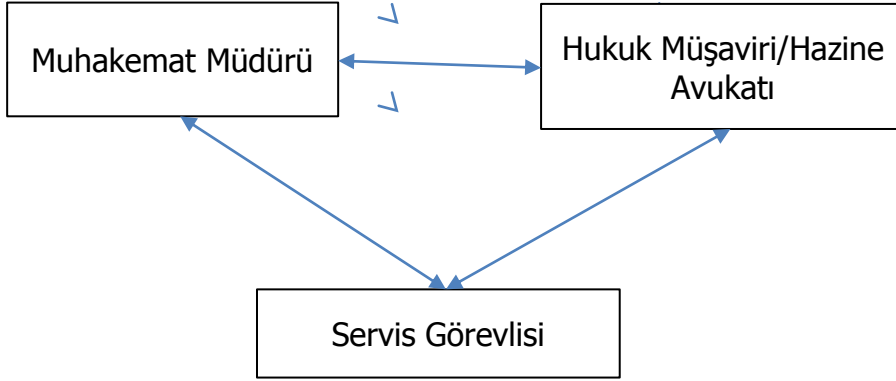 Muhakemat Müdürü
Hukuk Müşaviri/Hazine
Avukatı
Servis Görevlisi